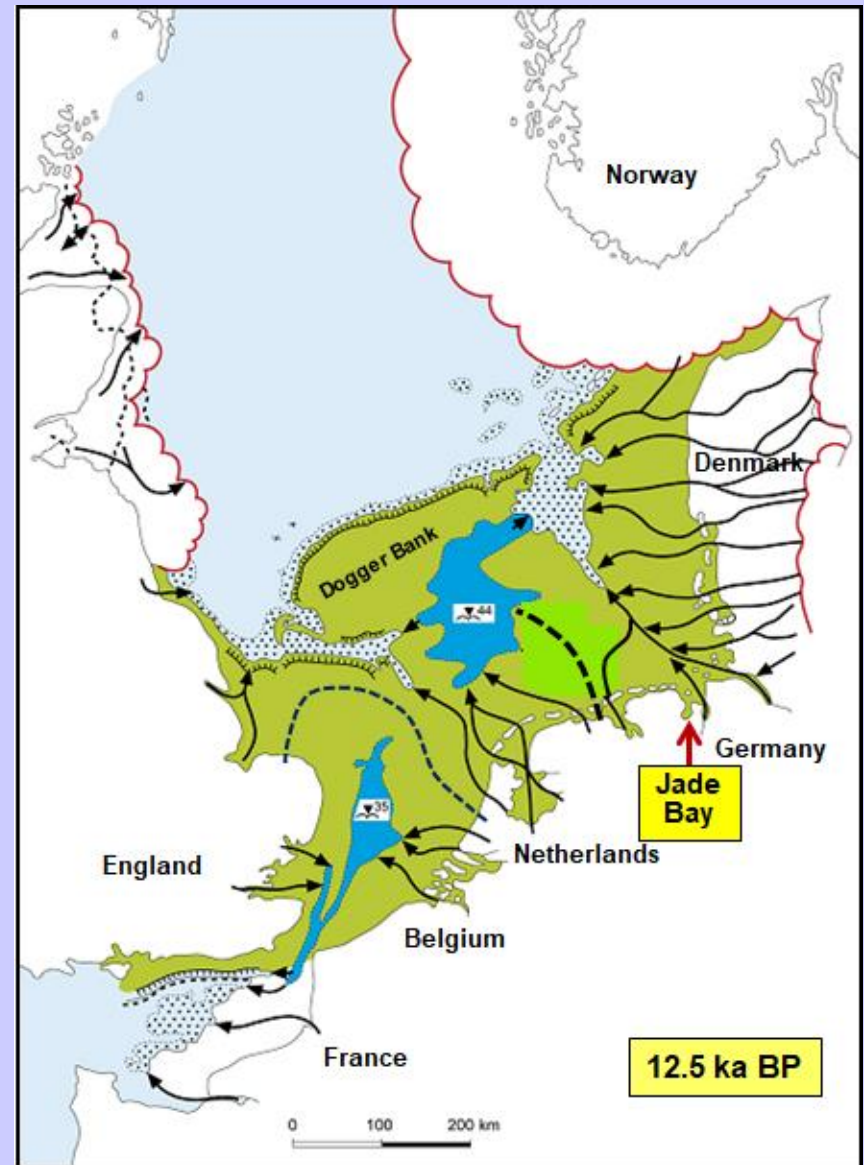 Norway
Denmark
Dogger Bank
44
Germany
Jade
Bay
35
Netherlands
England
Belgium
France
12.5 ka BP
0 100 200 km